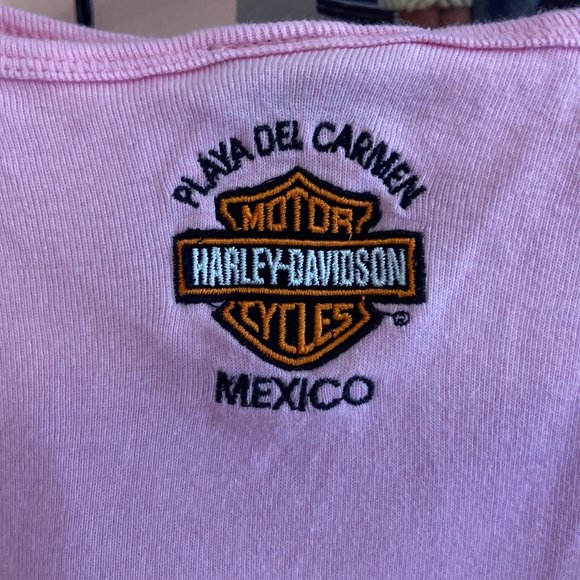 PLAYA DEL CARMEN
MOTOR
HARLEY-DAVIDSON
CYCLES
®
MEXICO